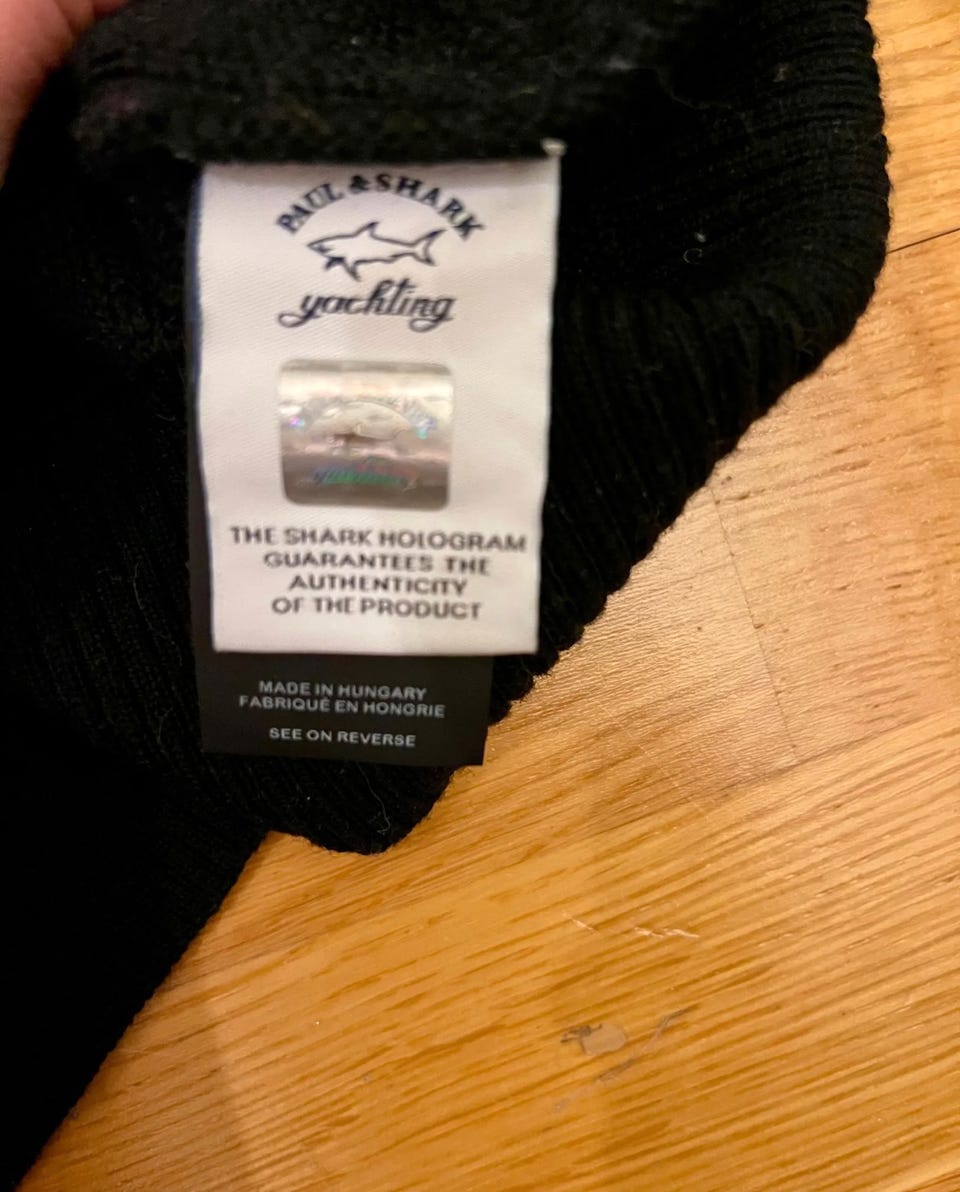 PAUL & SHARK
yachting
THE SHARK HOLOGRAM
GUARANTEES THE
AUTHENTICITY
OF THE PRODUCT
MADE IN HUNGARY
FABRIQUÉ EN HONGRIE
SEE ON REVERSE